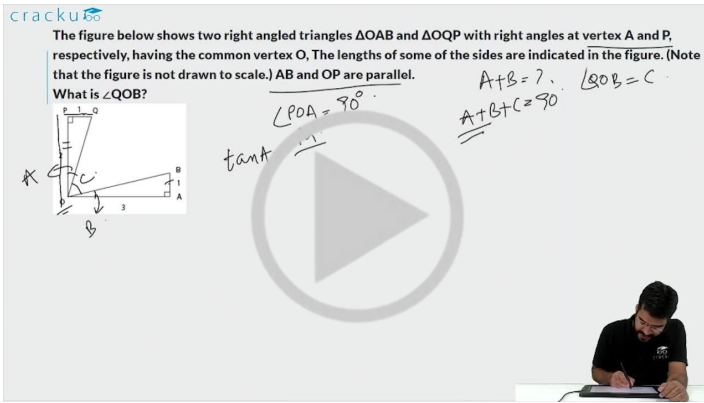 cracku
The figure below shows two right angled triangles ΔOAB and ΔOQP with right angles at vertex A and P,
respectively, having the common vertex O, The lengths of some of the sides are indicated in the figure. (Note
that the figure is not drawn to scale.) AB and OP are parallel.
What is ∠QOB?
A+B = ?. ∠QOB = C
∠POA = 90°
A+B+C = 90
tanA
P 1 Q
A
C
B
1
O A
3
B